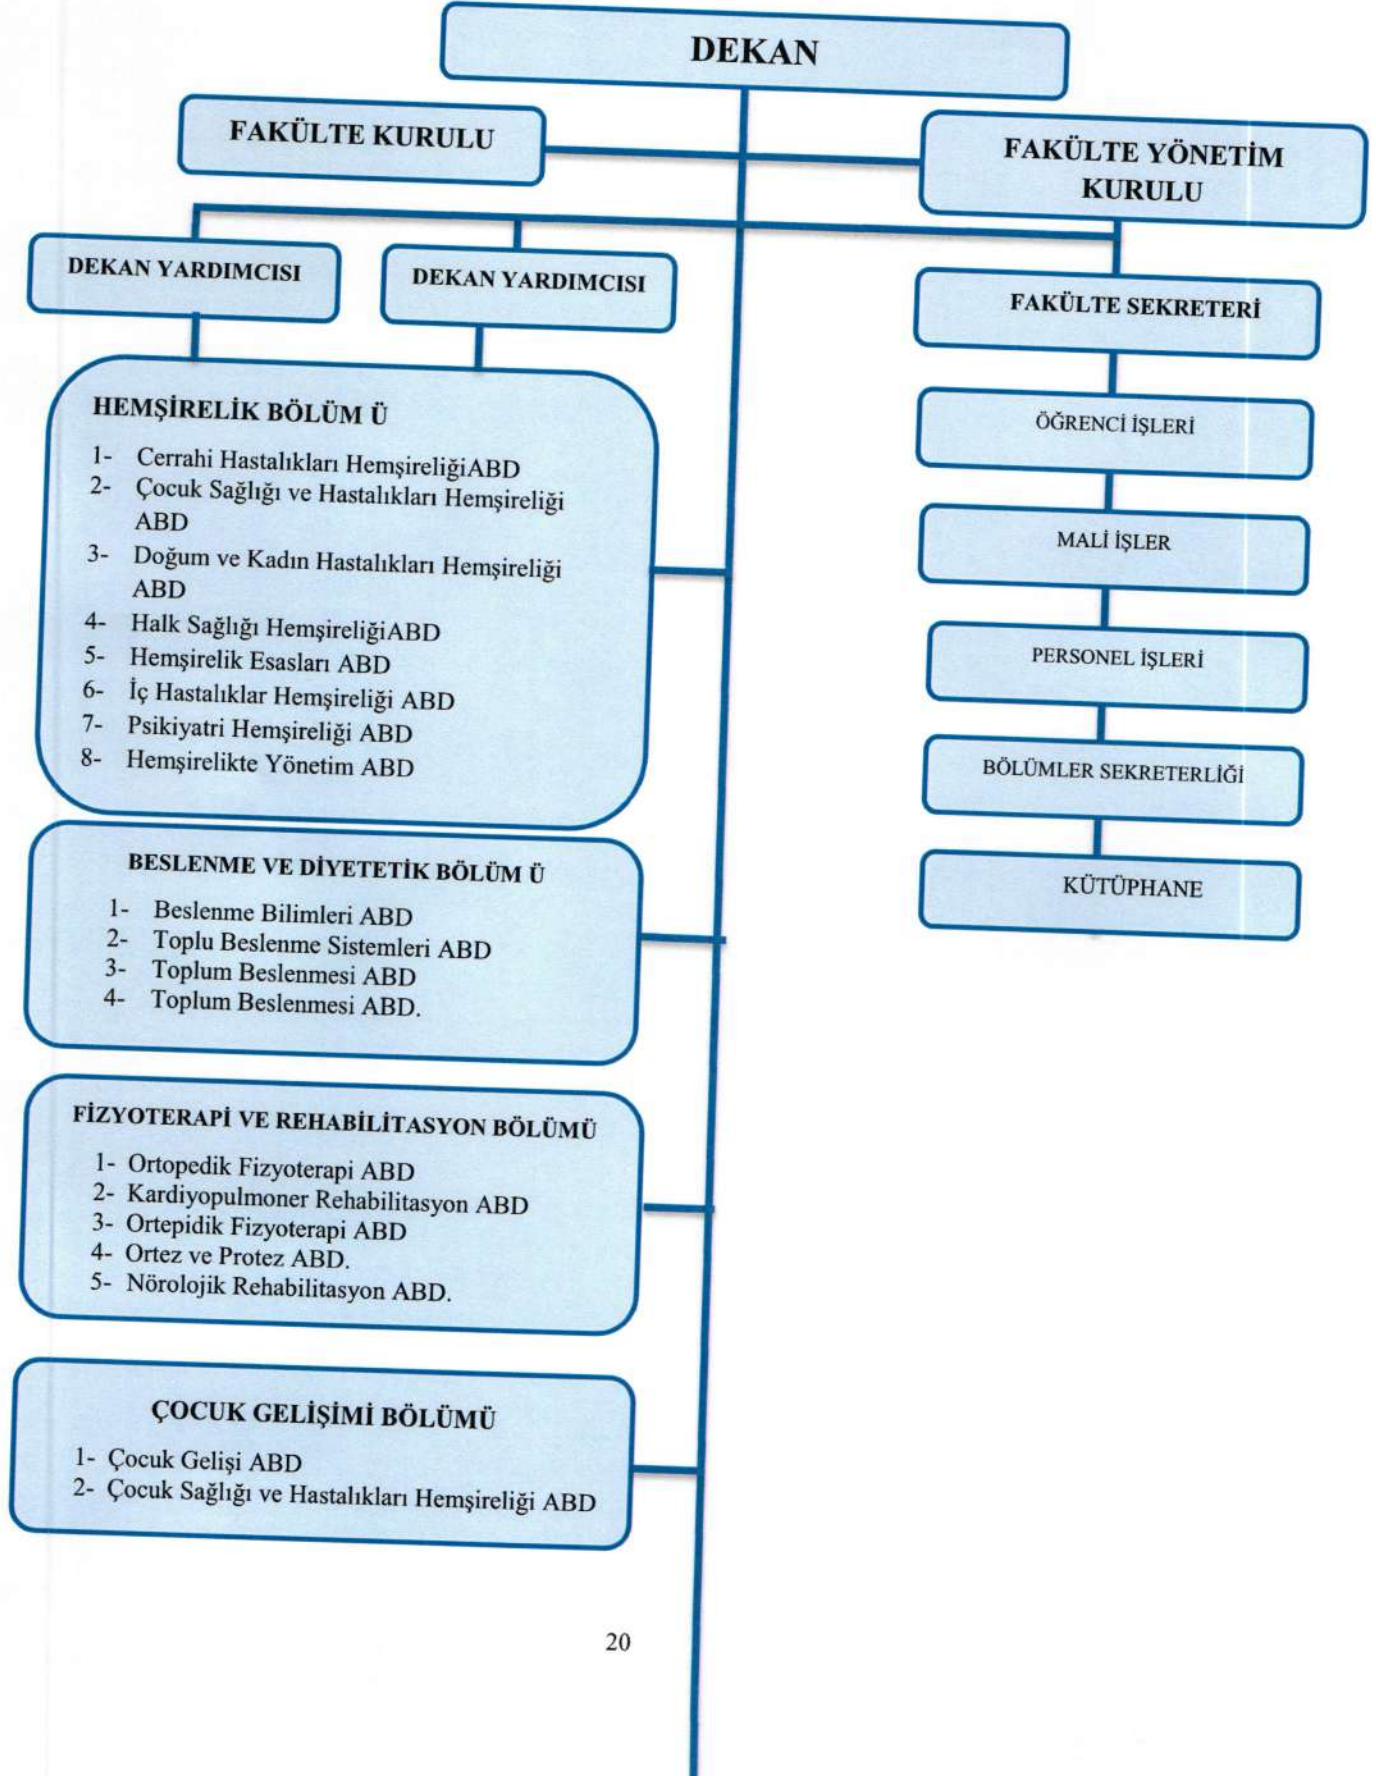 DEKAN
FAKÜLTE KURULU
FAKÜLTE YÖNETİM
KURULU
DEKAN YARDIMCISI
DEKAN YARDIMCISI
FAKÜLTE SEKRETERİ
HEMŞİRELİK BÖLÜM Ü
1- Cerrahi Hastalıkları HemşireliğiABD
2- Çocuk Sağlığı ve Hastalıkları Hemşireliği
ABD
3- Doğum ve Kadın Hastalıkları Hemşireliği
ABD
4- Halk Sağlığı HemşireliğiABD
5- Hemşirelik Esasları ABD
6- İç Hastalıklar Hemşireliği ABD
7- Psikiyatri Hemşireliği ABD
8- Hemşirelikte Yönetim ABD
ÖĞRENCİ İŞLERİ
MALİ İŞLER
PERSONEL İŞLERİ
BÖLÜMLER SEKRETERLİĞİ
KÜTÜPHANE
BESLENME VE DİYETETİK BÖLÜM Ü
1- Beslenme Bilimleri ABD
2- Toplu Beslenme Sistemleri ABD
3- Toplum Beslenmesi ABD
4- Toplum Beslenmesi ABD.
FİZYOTERAPİ VE REHABİLİTASYON BÖLÜMÜ
1- Ortopedik Fizyoterapi ABD
2- Kardiyopulmoner Rehabilitasyon ABD
3- Ortepidik Fizyoterapi ABD
4- Ortez ve Protez ABD.
5- Nörolojik Rehabilitasyon ABD.
ÇOCUK GELİŞİMİ BÖLÜMÜ
1- Çocuk Gelişi ABD
2- Çocuk Sağlığı ve Hastalıkları Hemşireliği ABD
20